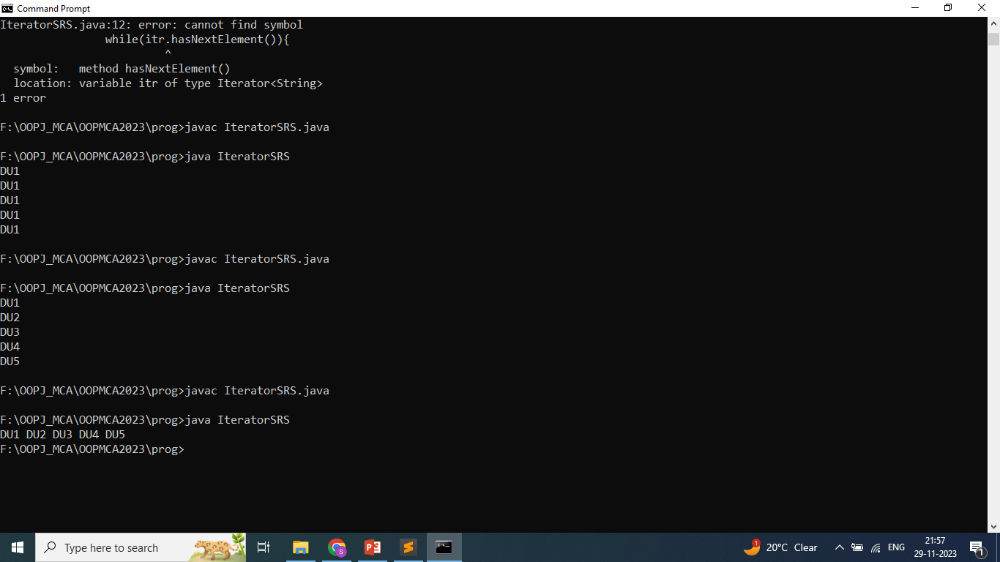 Command Prompt
IteratorSRS.java:12: error: cannot find symbol
                while(itr.hasNextElement()){
                         ^
  symbol:   method hasNextElement()
  location: variable itr of type Iterator<String>
1 error
F:\OOPJ_MCA\OOPMCA2023\prog>javac IteratorSRS.java
F:\OOPJ_MCA\OOPMCA2023\prog>java IteratorSRS
DU1
DU1
DU1
DU1
DU1
F:\OOPJ_MCA\OOPMCA2023\prog>javac IteratorSRS.java
F:\OOPJ_MCA\OOPMCA2023\prog>java IteratorSRS
DU1
DU2
DU3
DU4
DU5
F:\OOPJ_MCA\OOPMCA2023\prog>javac IteratorSRS.java
F:\OOPJ_MCA\OOPMCA2023\prog>java IteratorSRS
DU1 DU2 DU3 DU4 DU5
F:\OOPJ_MCA\OOPMCA2023\prog>
Type here to search
S
1
20°C Clear
ENG
21:57
29-11-2023
1